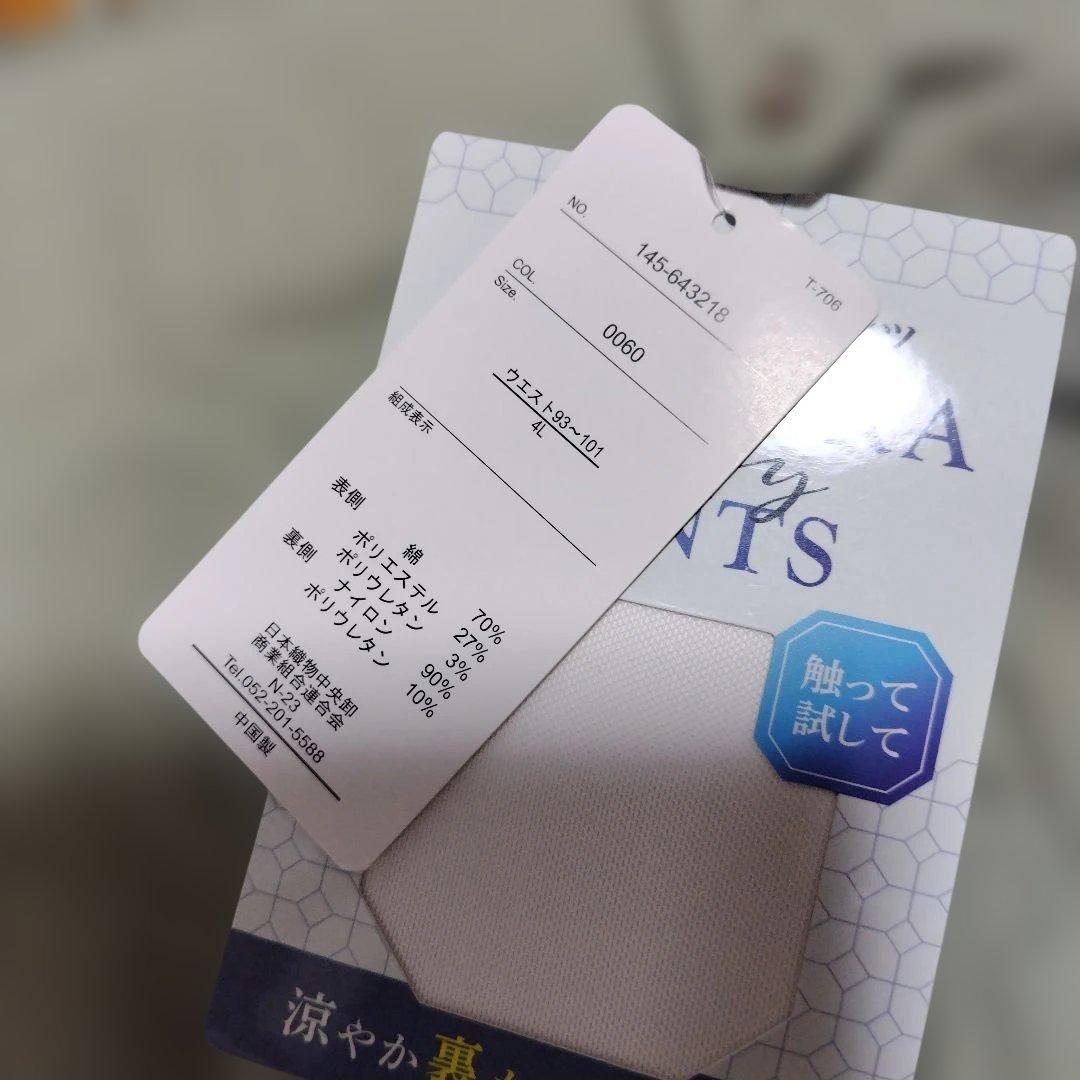 T-706
NO.
145-643218
COL.
0060
Size.
ウエスト93〜101
4L
組成表示
表側
綿 70%
ポリエステル 27%
ポリウレタン 3%
裏側
ナイロン 90%
ポリウレタン 10%
日本織物中央卸
商業組合連合会
N-23
Tel.052-201-5588
中国製
A
y
NTS
触って
試して
涼やか裏